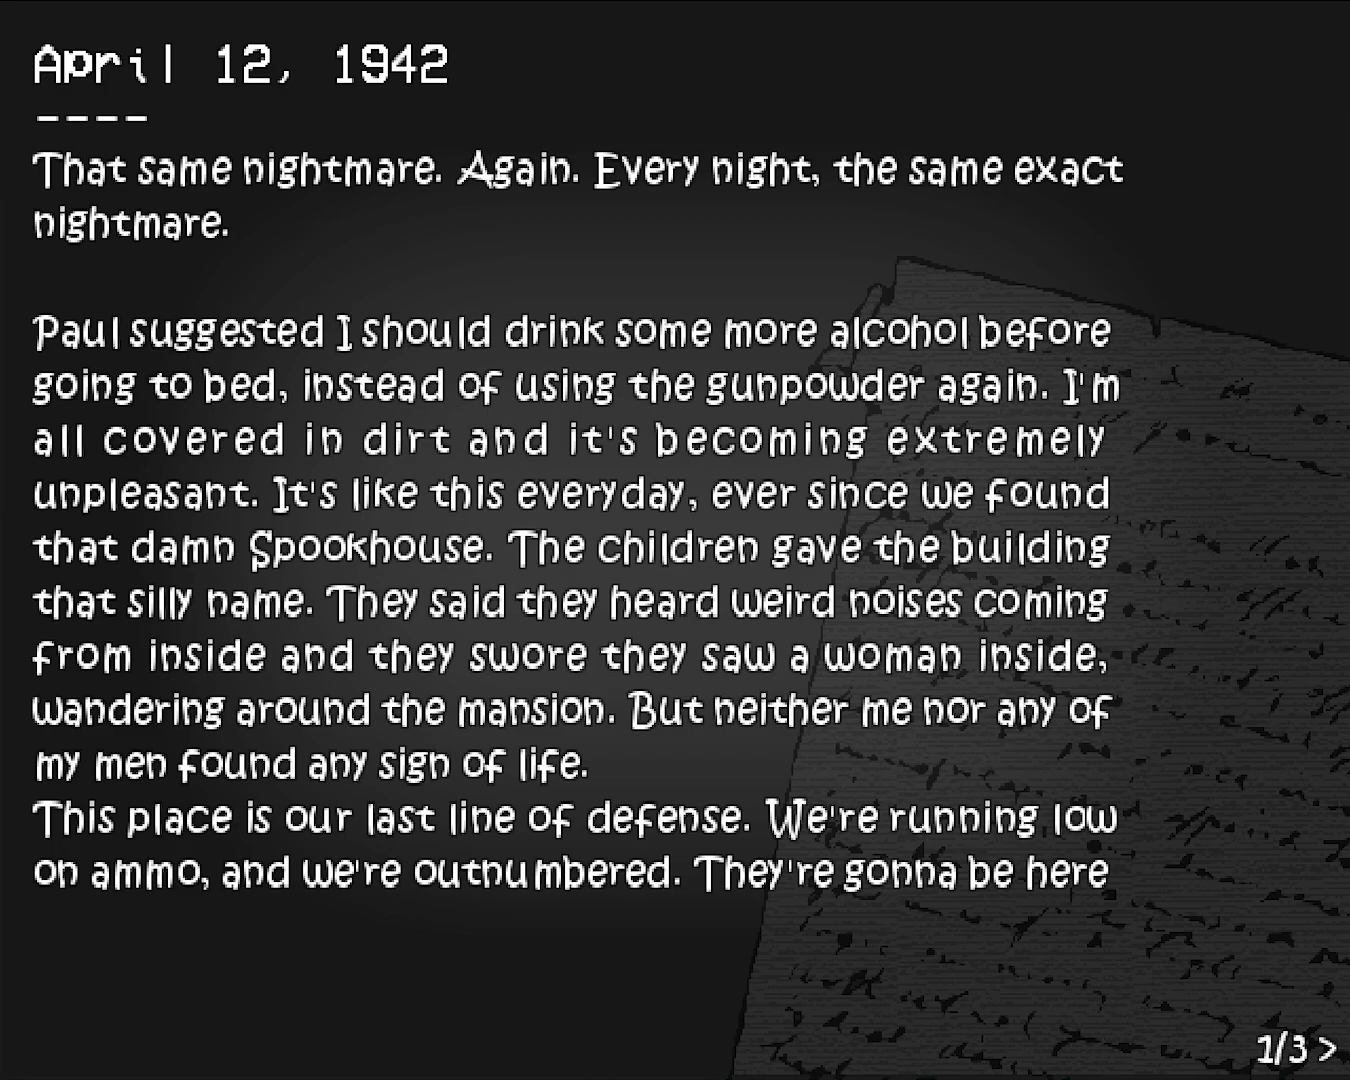 April 12, 1942
----
That same nightmare. Again. Every night, the same exact
nightmare.
Paul suggested I should drink some more alcohol before
going to bed, instead of using the gunpowder again. I'm
all covered in dirt and it's becoming extremely
unpleasant. It's like this everyday, ever since we found
that damn Spookhouse. The children gave the building
that silly name. They said they heard weird noises coming
from inside and they swore they saw a woman inside,
wandering around the mansion. But neither me nor any of
my men found any sign of life.
This place is our last line of defense. We're running low
on ammo, and we're outnumbered. They're gonna be here
1/3 >